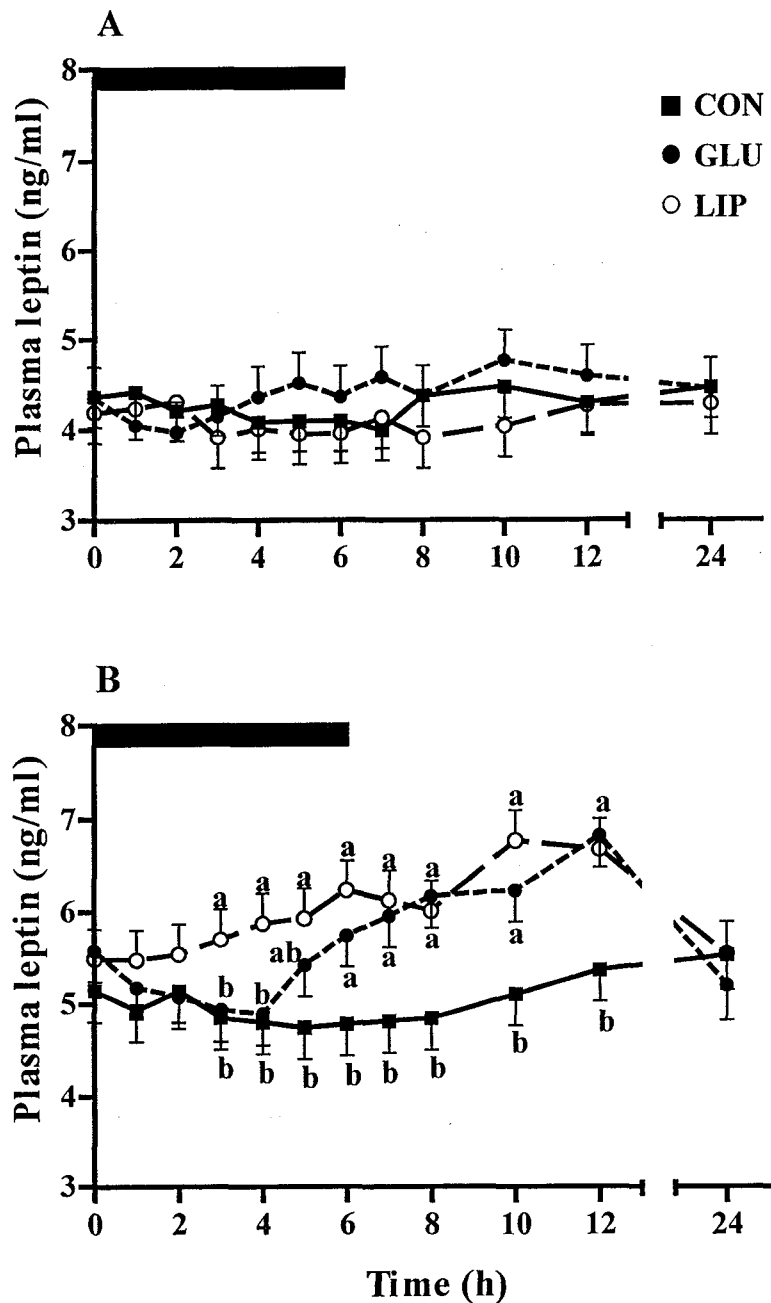 A
Plasma leptin (ng/ml)
8
7
6
5
4
3
CON
GLU
LIP
0 2 4 6 8 10 12 24
B
Plasma leptin (ng/ml)
8
7
6
5
4
3
a a a a a a a a
ab a a a a
b b
b b b b b b b b
0 2 4 6 8 10 12 24
Time (h)